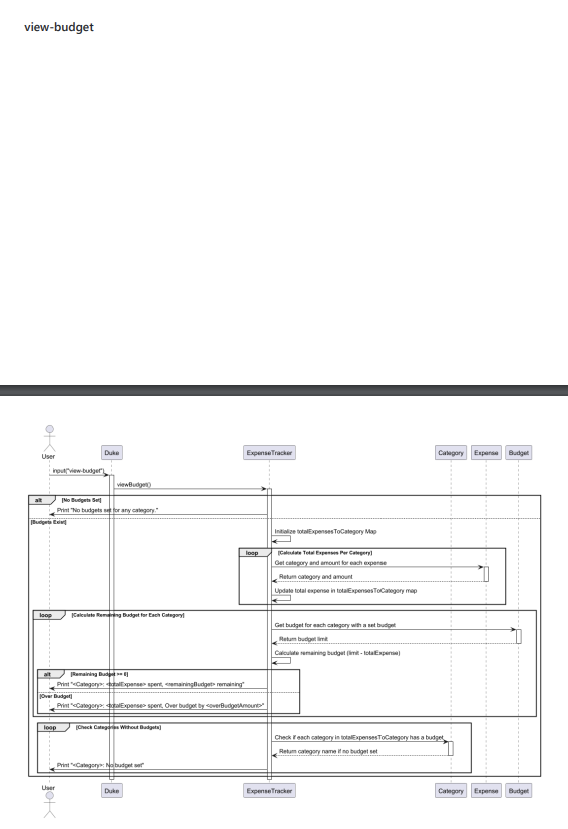 view-budget
User
Duke
ExpenseTracker
Category
Expense
Budget
input("view-budget")
viewBudget()
alt
[No Budgets Set]
Print "No budgets set for any category."
[Budgets Exist]
Initialize totalExpensesToCategory Map
loop
[Calculate Total Expenses Per Category]
Get category and amount for each expense
Return category and amount
Update total expense in totalExpensesToCategory map
loop
[Calculate Remaining Budget for Each Category]
Get budget for each category with a set budget
Return budget limit
Calculate remaining budget (limit - totalExpense)
alt
[Remaining Budget >= 0]
Print "<Category>: <totalExpense> spent, <remainingBudget> remaining"
[Over Budget]
Print "<Category>: <totalExpense> spent, Over budget by <overBudgetAmount>"
loop
[Check Categories Without Budgets]
Check if each category in totalExpensesToCategory has a budget
Return category name if no budget set
Print "<Category>: No budget set"
User
Duke
ExpenseTracker
Category
Expense
Budget